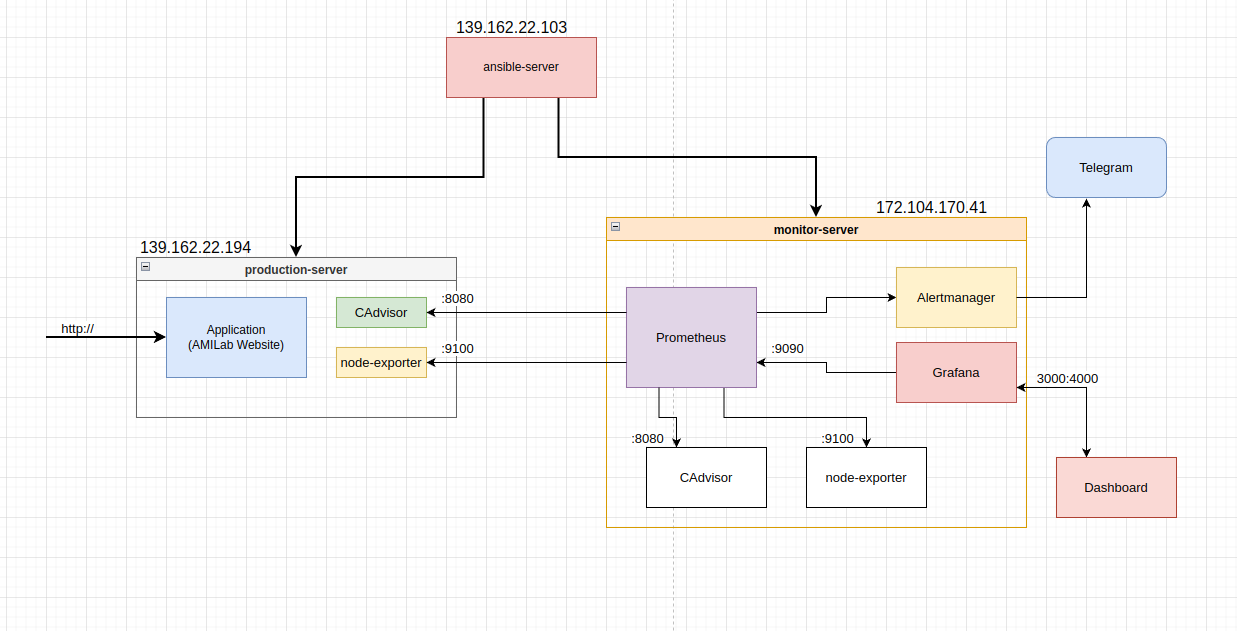 139.162.22.103
ansible-server
Telegram
172.104.170.41
monitor-server
139.162.22.194
production-server
http://
Application
(AMILab Website)
CAdvisor
:8080
node-exporter
:9100
Prometheus
Alertmanager
:9090
Grafana
3000:4000
:8080
CAdvisor
:9100
node-exporter
Dashboard